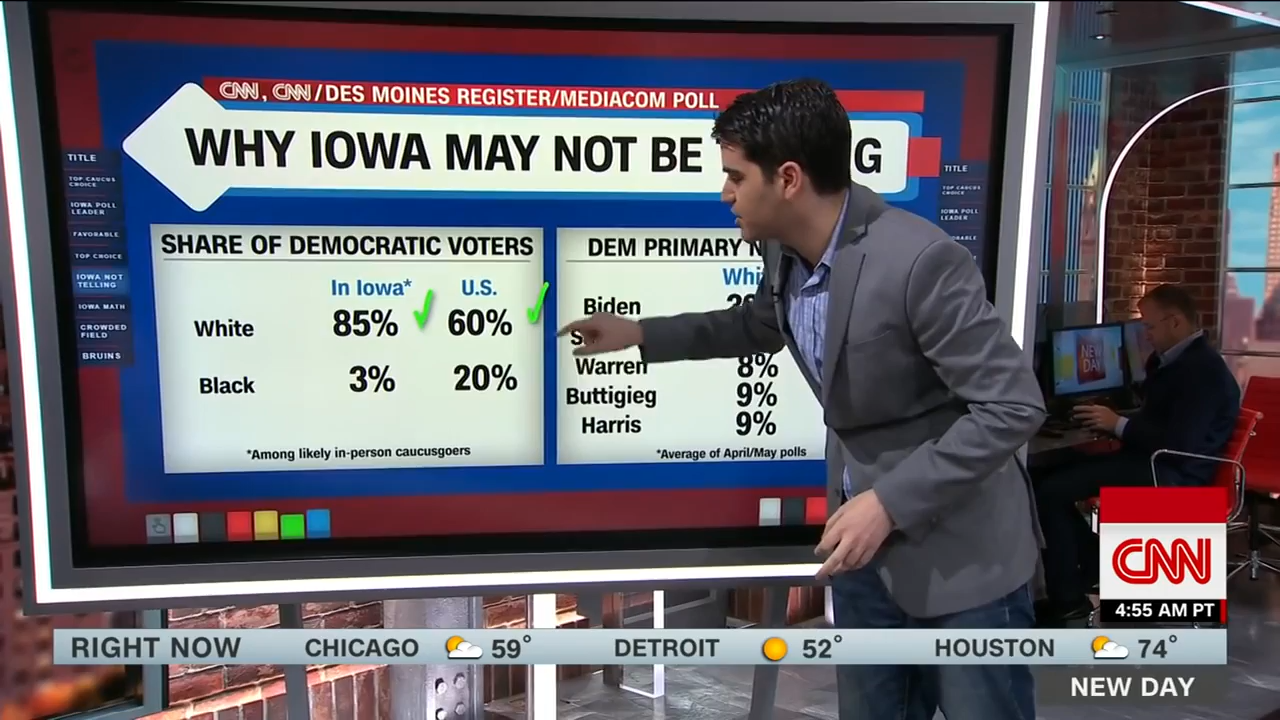 CNN, CNN/DES MOINES REGISTER/MEDIACOM POLL
WHY IOWA MAY NOT BE G
TITLE
TOP CAUCUS
CHOICE
IOWA POLL
LEADER
FAVORABLE
TOP CHOICE
IOWA NOT
TELLING
IOWA MATH
CROWDED
FIELD
BRUINS
SHARE OF DEMOCRATIC VOTERS
In Iowa* U.S.
White 85% 60%
Black 3% 20%
*Among likely in-person caucusgoers
DEM PRIMARY
Biden
Warren 8%
Buttigieg 9%
Harris 9%
*Average of April/May polls
TITLE
TOP CAUCUS
CHOICE
IOWA POLL
LEADER
NEW
DAY
CNN
4:55 AM PT
RIGHT NOW CHICAGO 59° DETROIT 52° HOUSTON 74°
NEW DAY